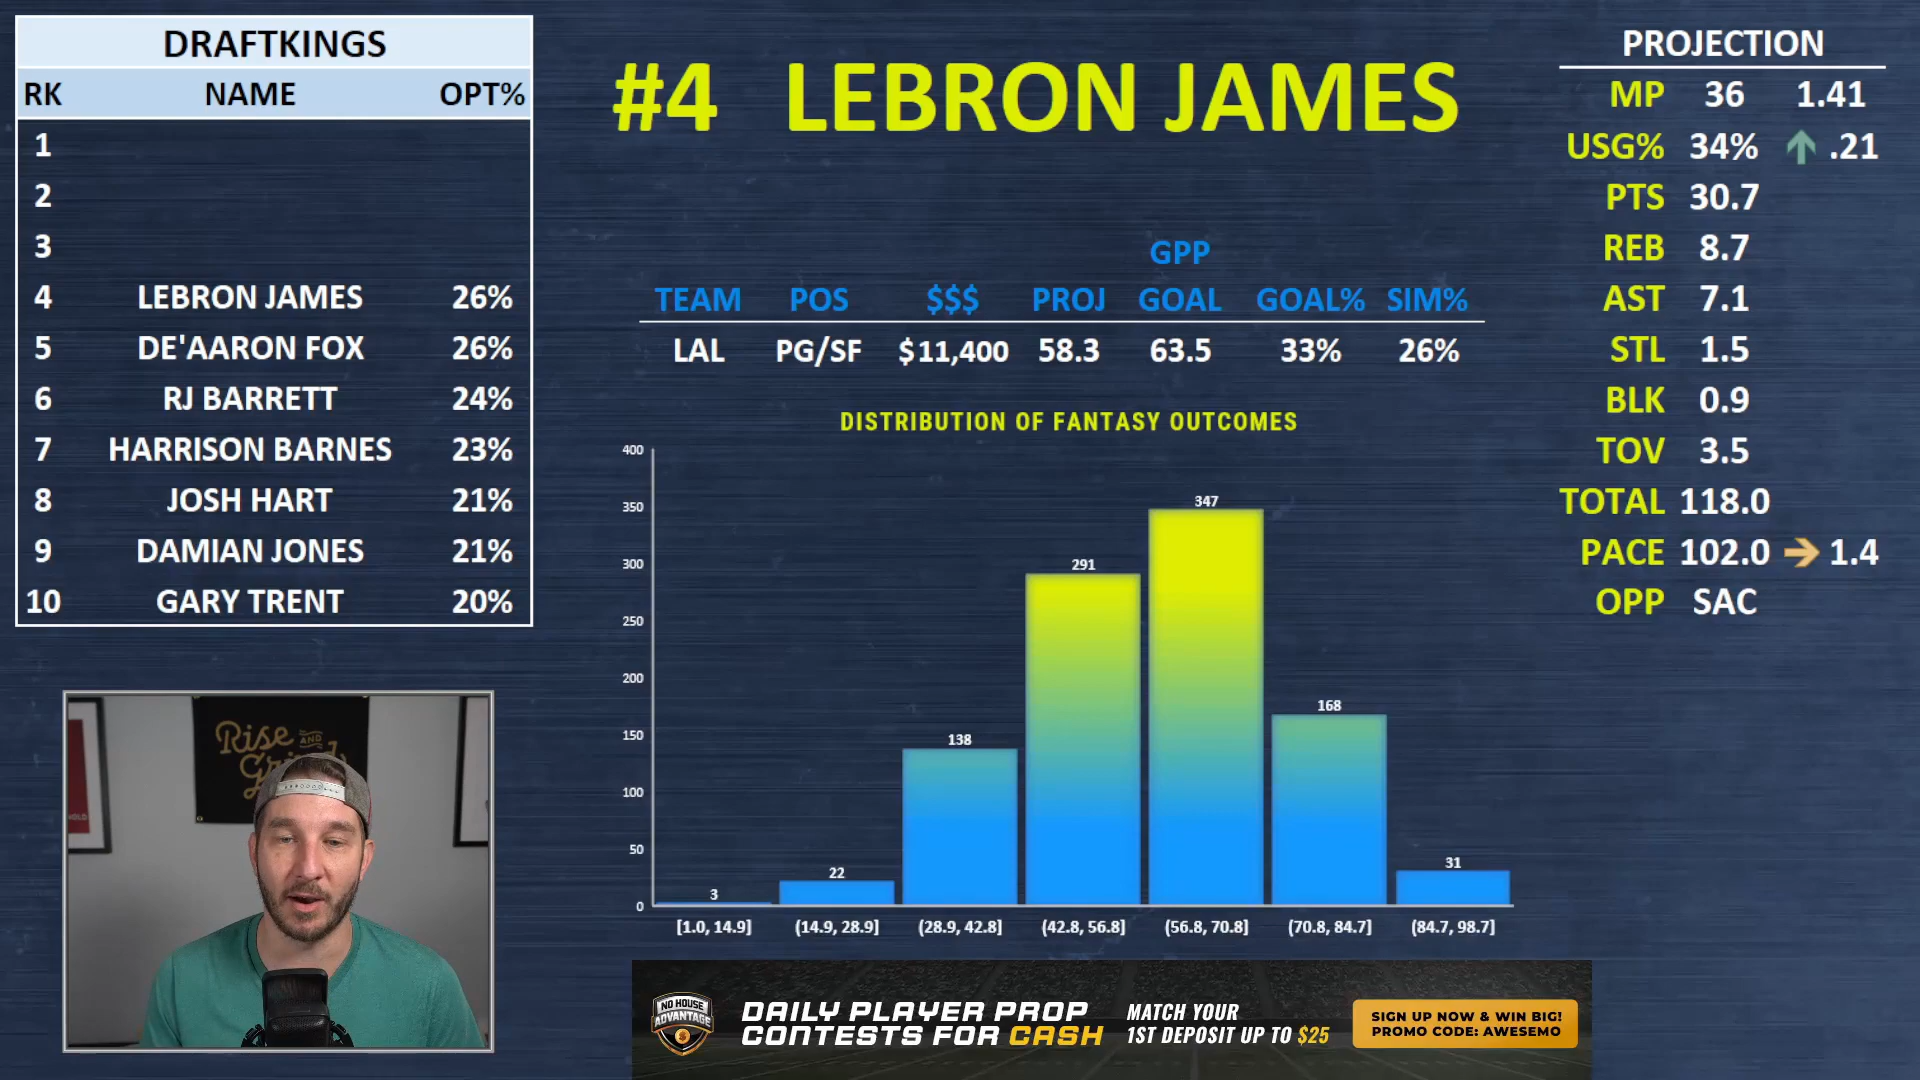 DRAFTKINGS
RK NAME OPT%
1
2
3
4 LEBRON JAMES 26%
5 DE'AARON FOX 26%
6 RJ BARRETT 24%
7 HARRISON BARNES 23%
8 JOSH HART 21%
9 DAMIAN JONES 21%
10 GARY TRENT 20%
#4 LEBRON JAMES
GPP
TEAM POS $$$ PROJ GOAL GOAL% SIM%
LAL PG/SF $11,400 58.3 63.5 33% 26%
DISTRIBUTION OF FANTASY OUTCOMES
400
350
300
250
200
150
100
50
0
3
22
138
291
347
168
31
[1.0, 14.9] (14.9, 28.9] (28.9, 42.8] (42.8, 56.8] (56.8, 70.8] (70.8, 84.7] (84.7, 98.7]
PROJECTION
MP 36 1.41
USG% 34% .21
PTS 30.7
REB 8.7
AST 7.1
STL 1.5
BLK 0.9
TOV 3.5
TOTAL 118.0
PACE 102.0 1.4
OPP SAC
Rise AND
NO HOUSE
ADVANTAGE
DAILY PLAYER PROP
CONTESTS FOR CASH
MATCH YOUR
1ST DEPOSIT UP TO $25
SIGN UP NOW & WIN BIG!
PROMO CODE: AWESEMO